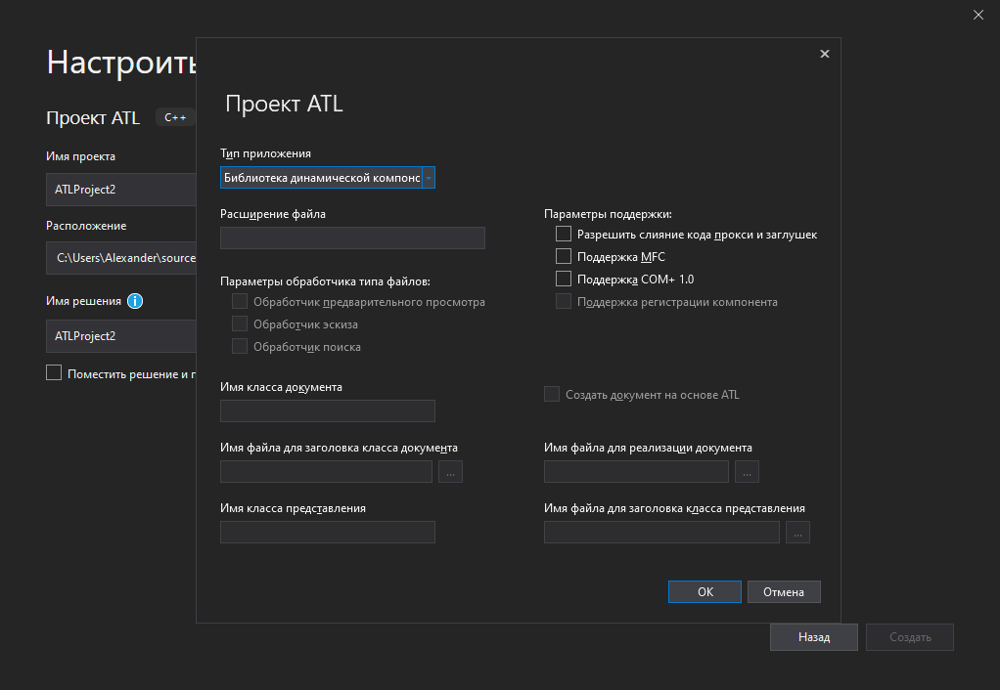 Настроить
Проект ATL
C++
Имя проекта
ATLProject2
Расположение
C:\Users\Alexander\source
Имя решения
ATLProject2
Поместить решение и
Проект ATL
Тип приложения
Библиотека динамической компонс
Расширение файла
Параметры обработчика типа файлов:
Обработчик предварительного просмотра
Обработчик эскиза
Обработчик поиска
Параметры поддержки:
Разрешить слияние кода прокси и заглушек
Поддержка MFC
Поддержка COM+ 1.0
Поддержка регистрации компонента
Имя класса документа
Создать документ на основе ATL
Имя файла для заголовка класса документа
...
Имя файла для реализации документа
...
Имя класса представления
Имя файла для заголовка класса представления
...
ОК
Отмена
Назад
Создать